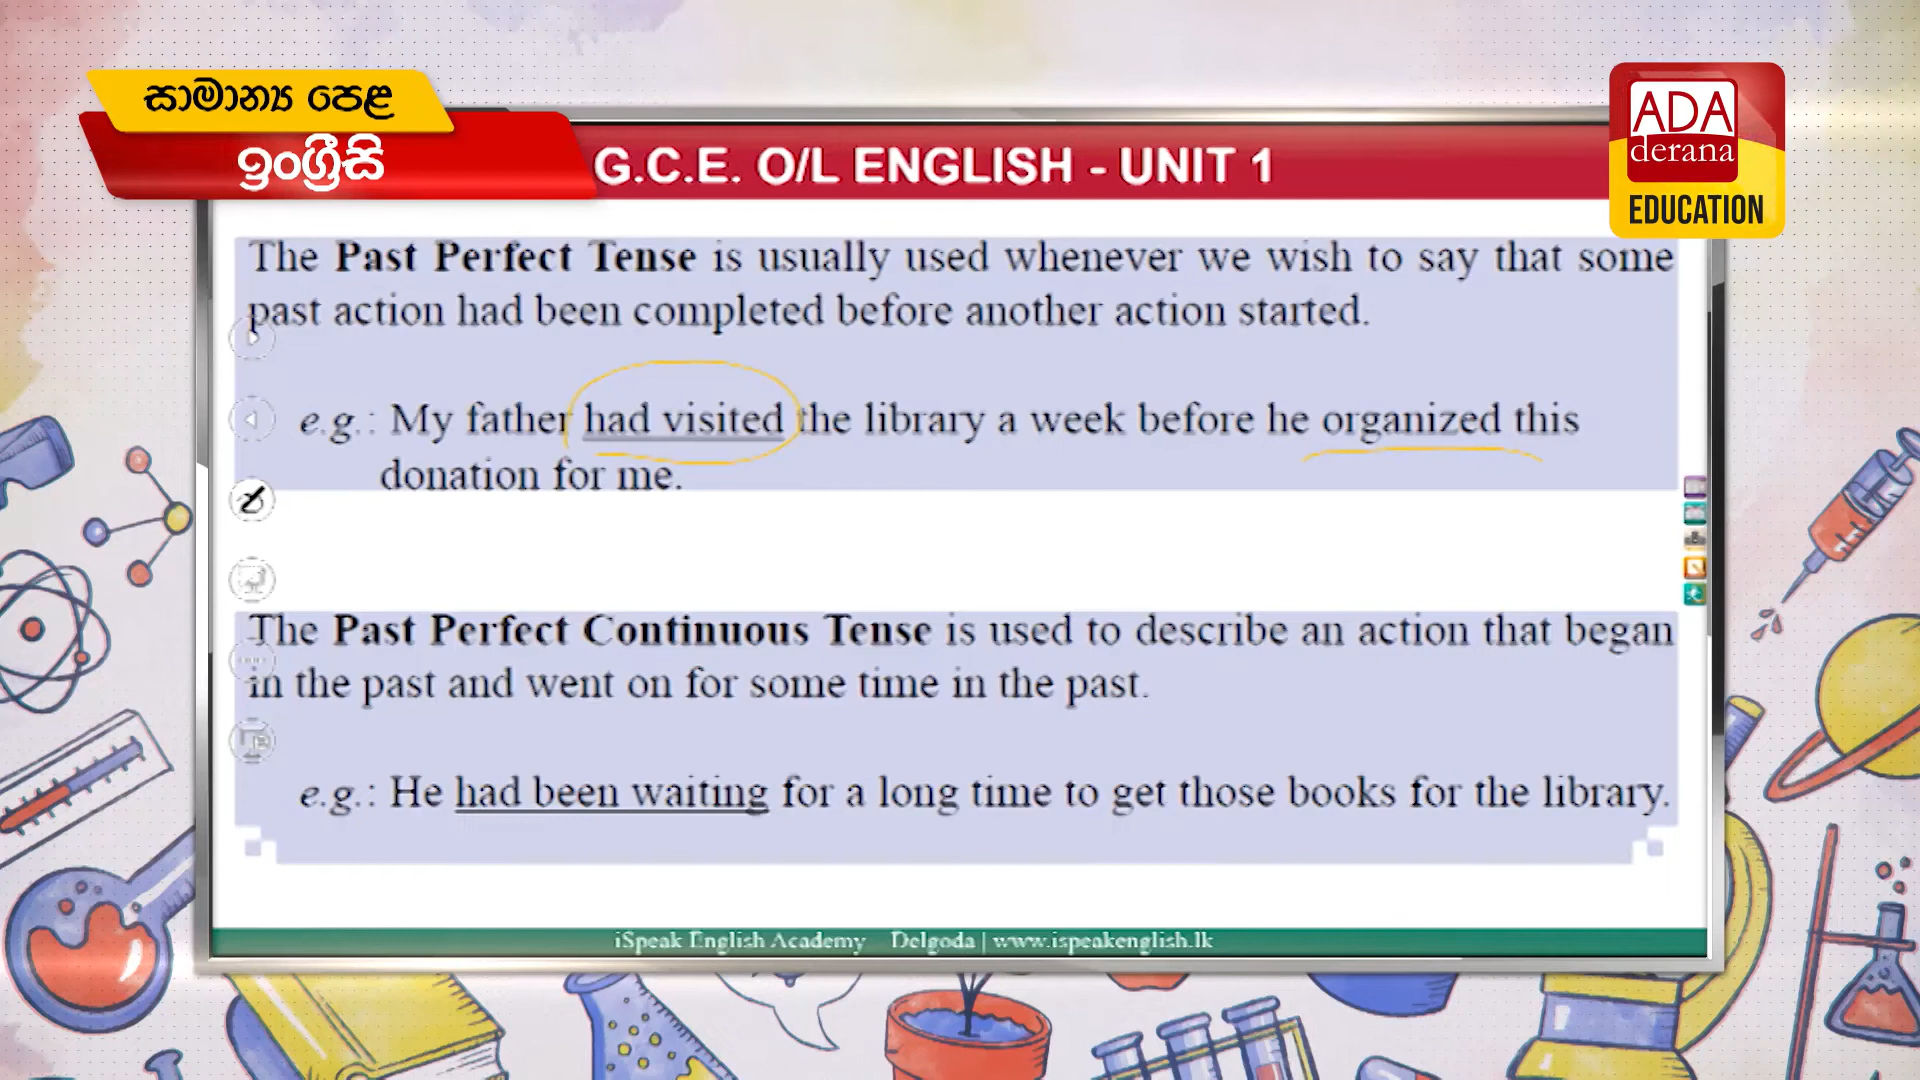 සාමාන්‍ය පෙළ
ඉංග්‍රීසි
G.C.E. O/L ENGLISH - UNIT 1
ADA
derana
EDUCATION
The Past Perfect Tense is usually used whenever we wish to say that some
past action had been completed before another action started.
e.g.: My father had visited the library a week before he organized this
donation for me.
The Past Perfect Continuous Tense is used to describe an action that began
in the past and went on for some time in the past.
e.g.: He had been waiting for a long time to get those books for the library.
iSpeak English Academy Delgoda | www.ispeakenglish.lk